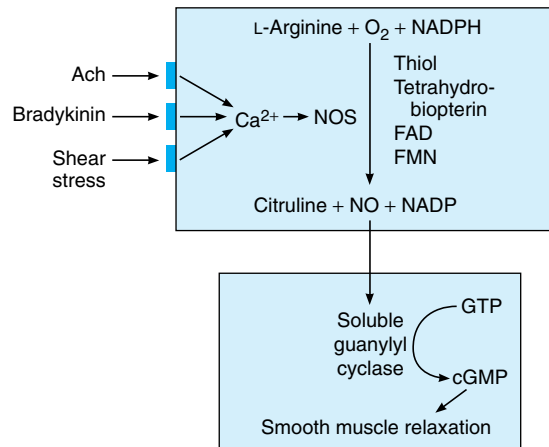 L-Arginine + O2 + NADPH
Ach
Bradykinin
Shear
stress
Ca2+
NOS
Thiol
Tetrahydro-
biopterin
FAD
FMN
Citruline + NO + NADP
Soluble
guanylyl
cyclase
GTP
cGMP
Smooth muscle relaxation